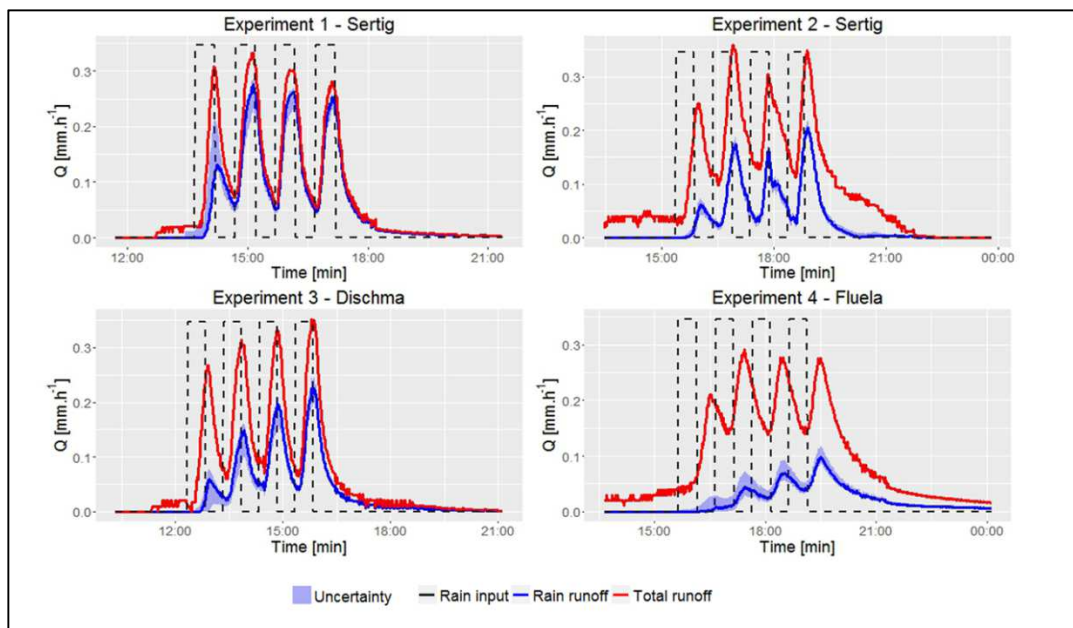 Experiment 1 - Sertig
Experiment 2 - Sertig
Q [mm.h⁻¹]
0.3
0.2
0.1
0.0
12:00 15:00 18:00 21:00
Time [min]
Q [mm.h⁻¹]
0.3
0.2
0.1
0.0
15:00 18:00 21:00 00:00
Time [min]
Experiment 3 - Dischma
Experiment 4 - Fluela
Q [mm.h⁻¹]
0.3
0.2
0.1
0.0
12:00 15:00 18:00 21:00
Time [min]
Q [mm.h⁻¹]
0.3
0.2
0.1
0.0
15:00 18:00 21:00 00:00
Time [min]
Uncertainty Rain input Rain runoff Total runoff